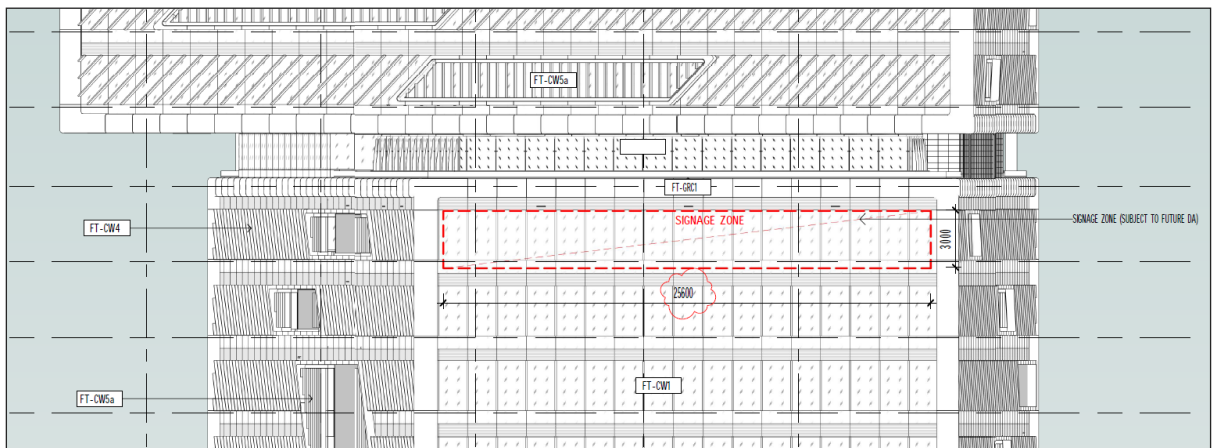 FT-CW5a
FT-GRC1
SIGNAGE ZONE
SIGNAGE ZONE (SUBJECT TO FUTURE DA)
FT-CW4
3000
25600
FT-CW1
FT-CW5a